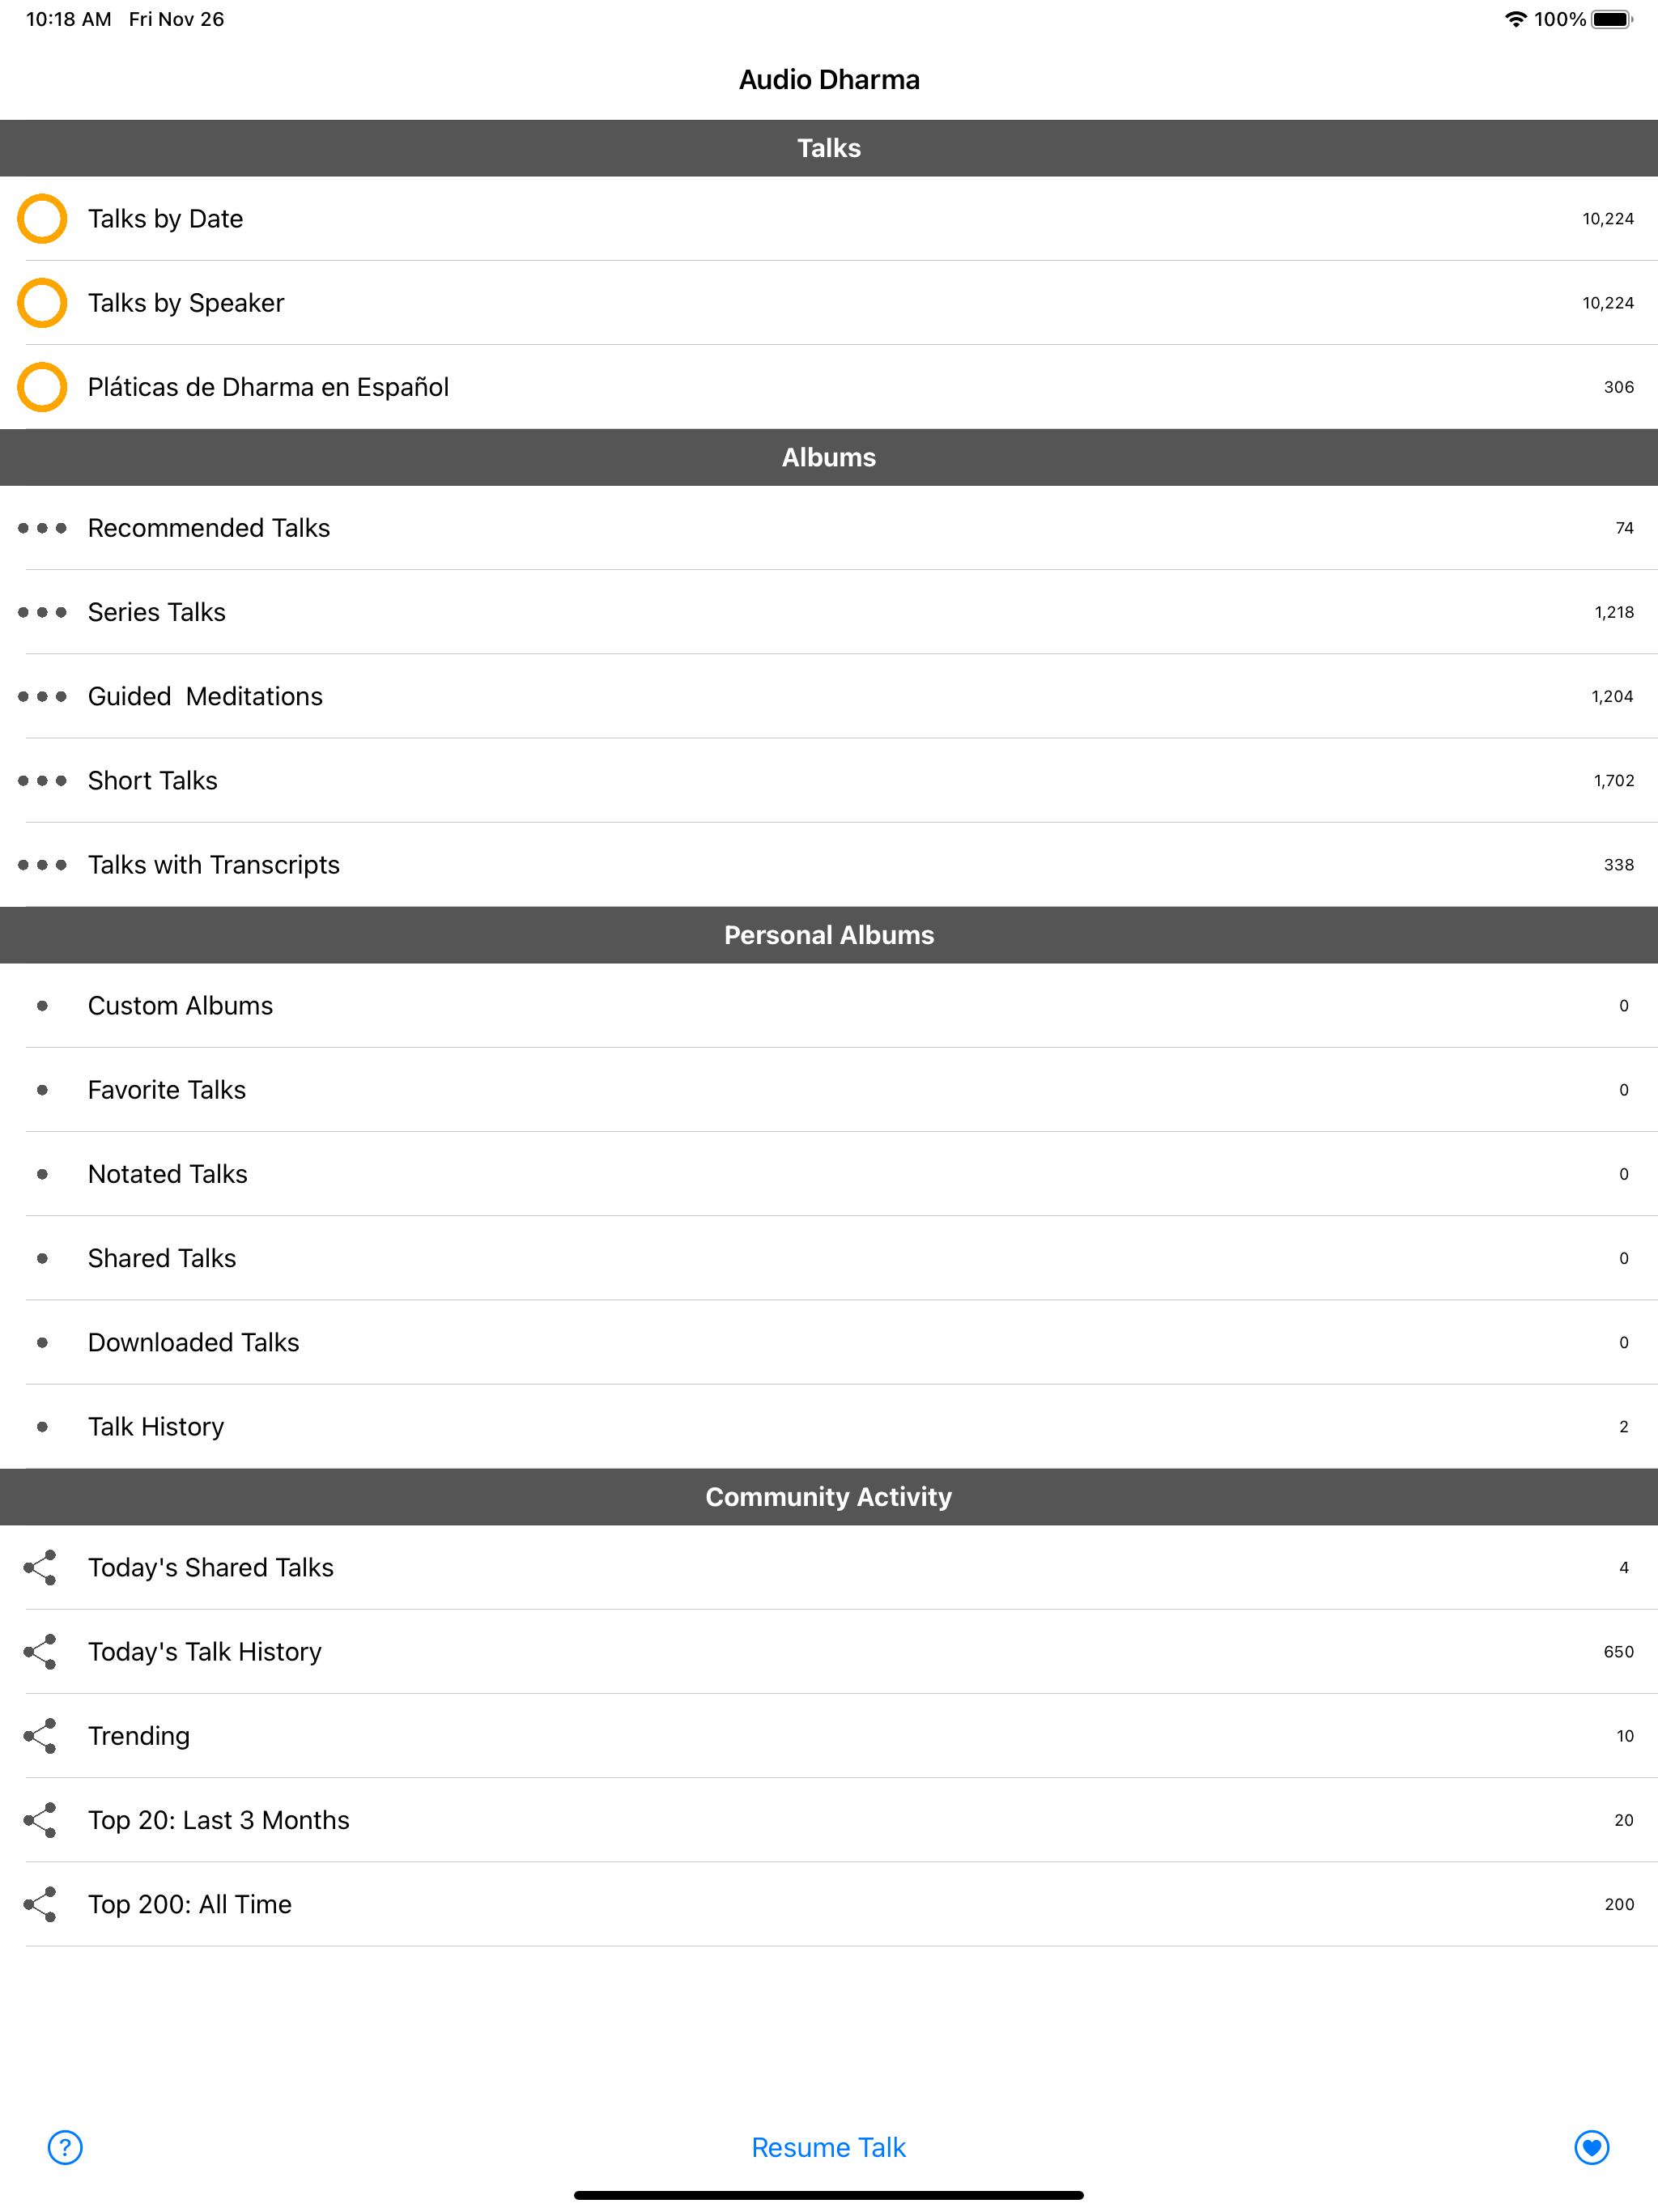 10:18 AM Fri Nov 26 100%
Audio Dharma
Talks
Talks by Date 10,224
Talks by Speaker 10,224
Pláticas de Dharma en Español 306
Albums
Recommended Talks 74
Series Talks 1,218
Guided  Meditations 1,204
Short Talks 1,702
Talks with Transcripts 338
Personal Albums
Custom Albums 0
Favorite Talks 0
Notated Talks 0
Shared Talks 0
Downloaded Talks 0
Talk History 2
Community Activity
Today's Shared Talks 4
Today's Talk History 650
Trending 10
Top 20: Last 3 Months 20
Top 200: All Time 200
? Resume Talk